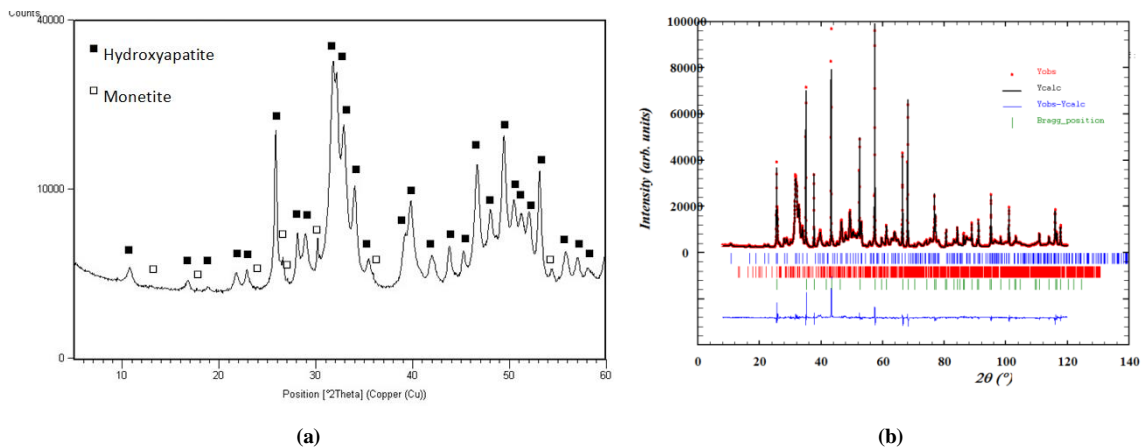 Counts
40000
■ Hydroxyapatite
□ Monetite
10000
0
10 20 30 40 50 60
Position [°2Theta] (Copper (Cu))
(a)
100000
80000
60000
40000
20000
0
Intensity (arb. units)
Yobs
Ycalc
Yobs-Ycalc
Bragg_position
0 20 40 60 80 100 120 140
2θ (°)
(b)